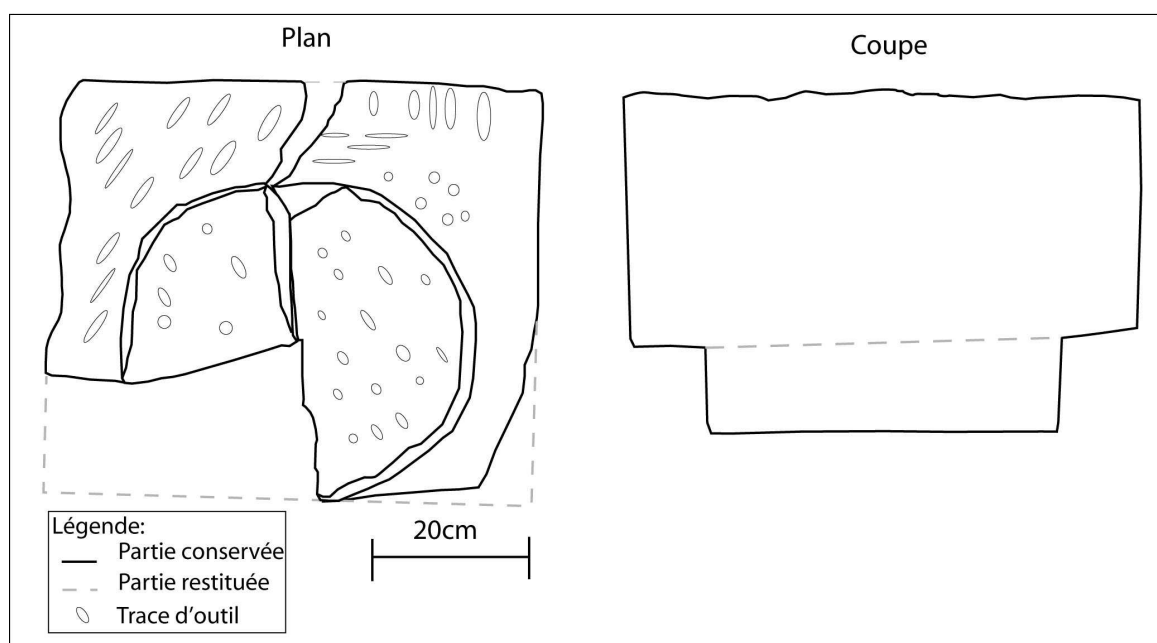 Plan
Coupe
Légende:
Partie conservée
Partie restituée
Trace d'outil
20cm